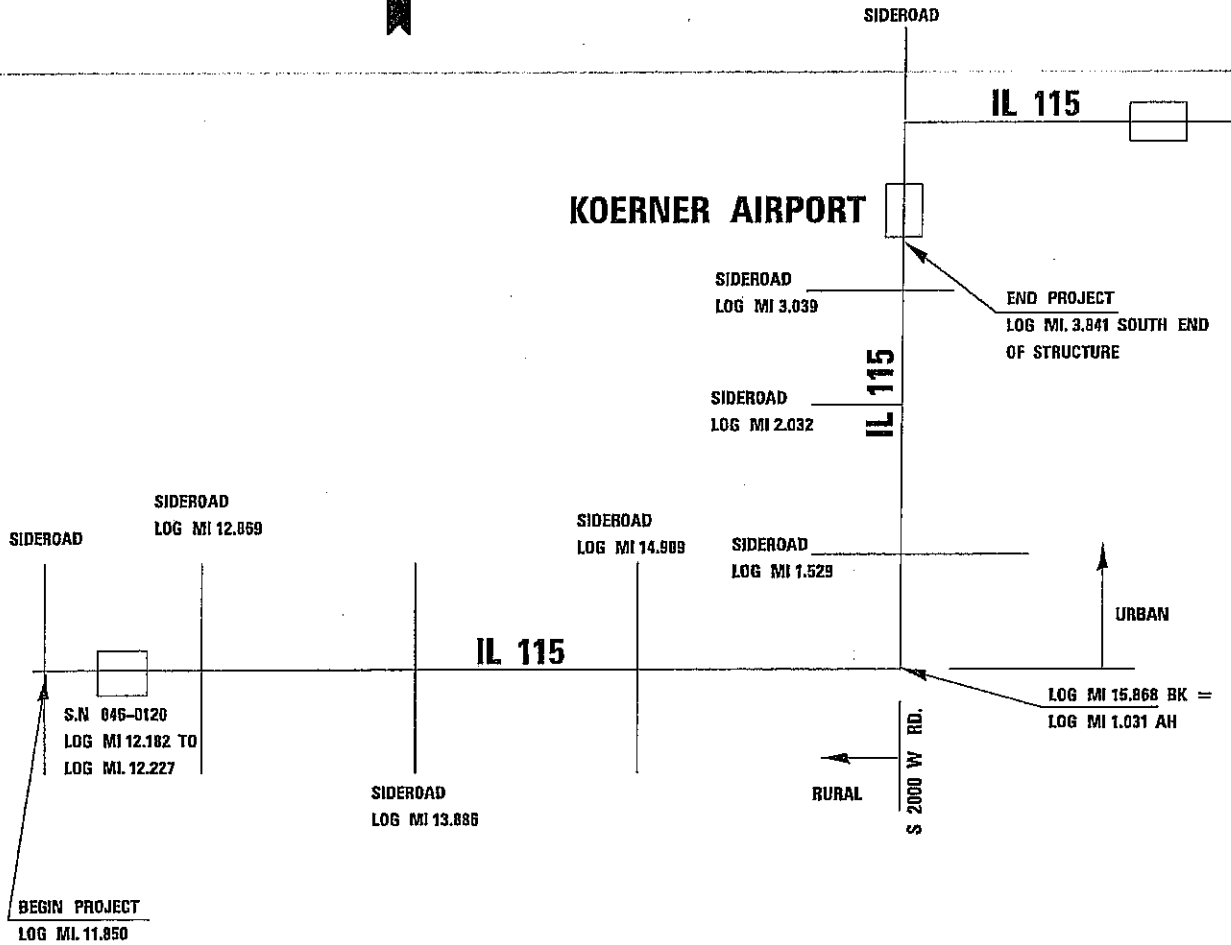 SIDEROAD
IL 115
KOERNER AIRPORT
SIDEROAD
LOG MI 3.039
END PROJECT
LOG MI. 3.841 SOUTH END
OF STRUCTURE
IL 115
SIDEROAD
LOG MI 2.032
SIDEROAD
SIDEROAD
LOG MI 12.869
SIDEROAD
LOG MI 14.909
SIDEROAD
LOG MI 1.529
URBAN
IL 115
S.N 046-0120
LOG MI 12.182 TO
LOG MI. 12.227
LOG MI 15.868 BK =
LOG MI 1.031 AH
S 2000 W RD.
RURAL
SIDEROAD
LOG MI 13.886
BEGIN PROJECT
LOG MI. 11.850